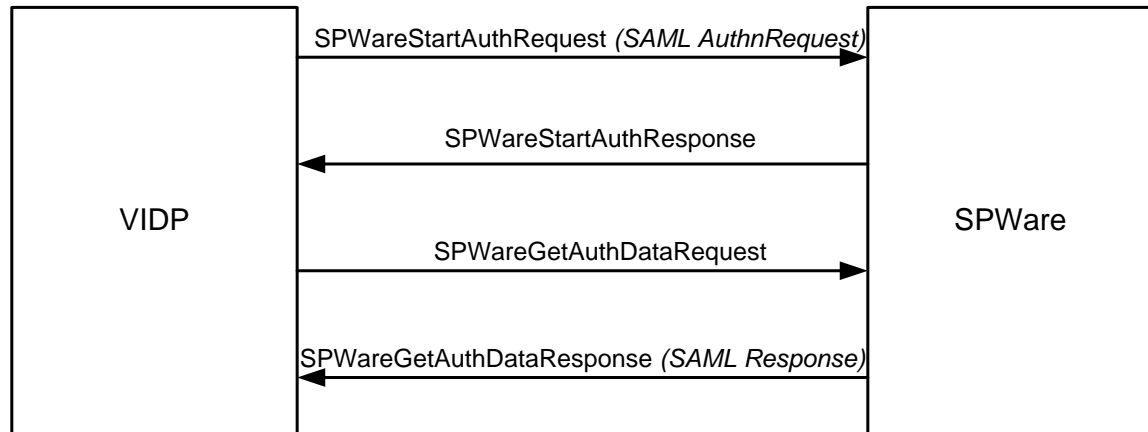 SPWareStartAuthRequest (SAML AuthnRequest)
SPWareStartAuthResponse
VIDP
SPWare
SPWareGetAuthDataRequest
SPWareGetAuthDataResponse (SAML Response)